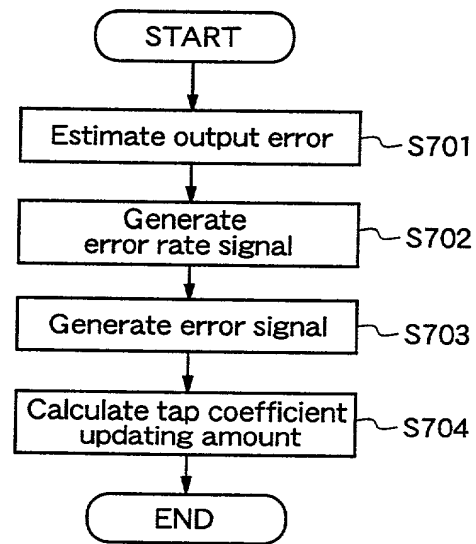 START
Estimate output error
S701
Generate
error rate signal
S702
Generate error signal
S703
Calculate tap coefficient
updating amount
S704
END